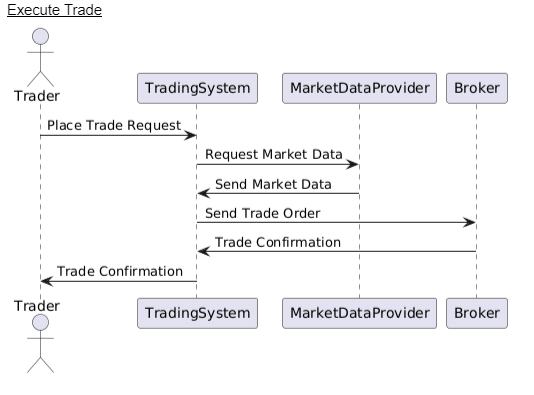 Execute Trade
Trader
TradingSystem
MarketDataProvider
Broker
Place Trade Request
Request Market Data
Send Market Data
Send Trade Order
Trade Confirmation
Trade Confirmation
Trader
TradingSystem
MarketDataProvider
Broker